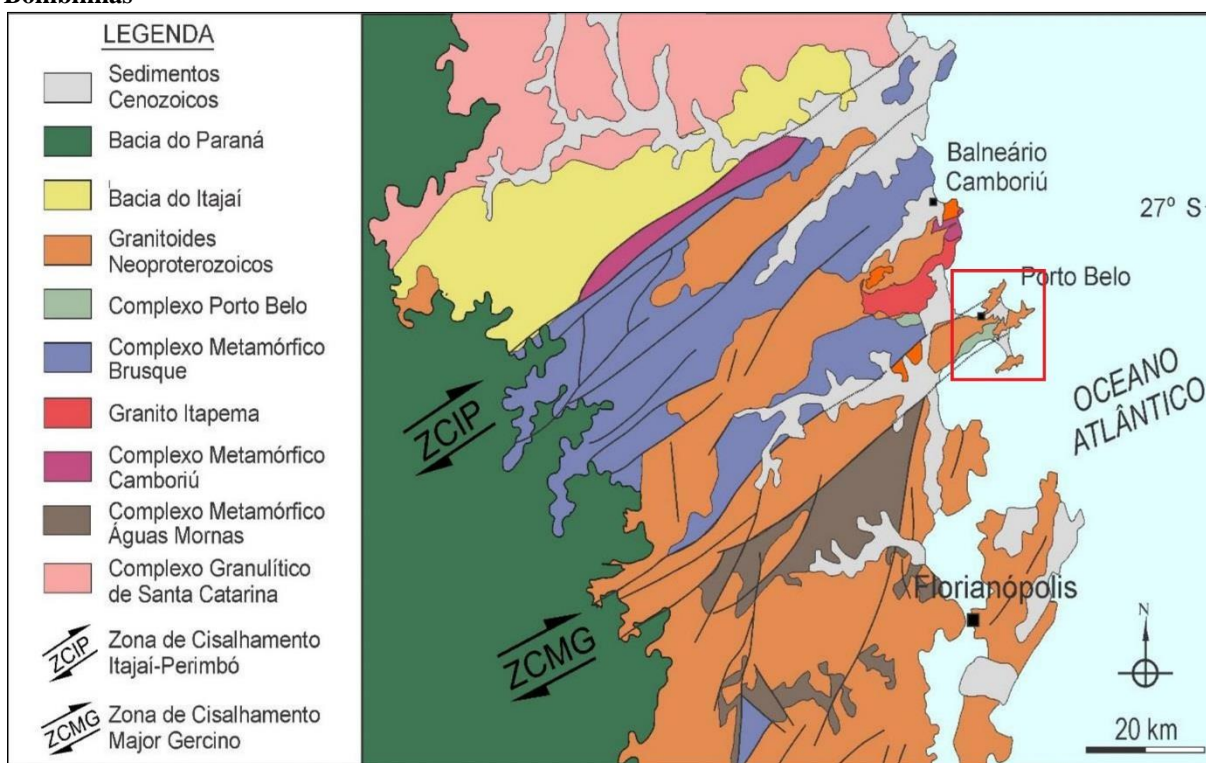 Bombinhas
LEGENDA
Sedimentos
Cenozoicos
Bacia do Paraná
Bacia do Itajaí
Granitoides
Neoproterozoicos
Complexo Porto Belo
Complexo Metamórfico
Brusque
Granito Itapema
Complexo Metamórfico
Camboriú
Complexo Metamórfico
Águas Mornas
Complexo Granulítico
de Santa Catarina
ZCIP
Zona de Cisalhamento
Itajaí-Perimbó
ZCMG
Zona de Cisalhamento
Major Gercino
Balneário
Camboriú
27º S
Porto Belo
OCEANO
ATLÂNTICO
ZCIP
ZCMG
Florianópolis
N
20 km